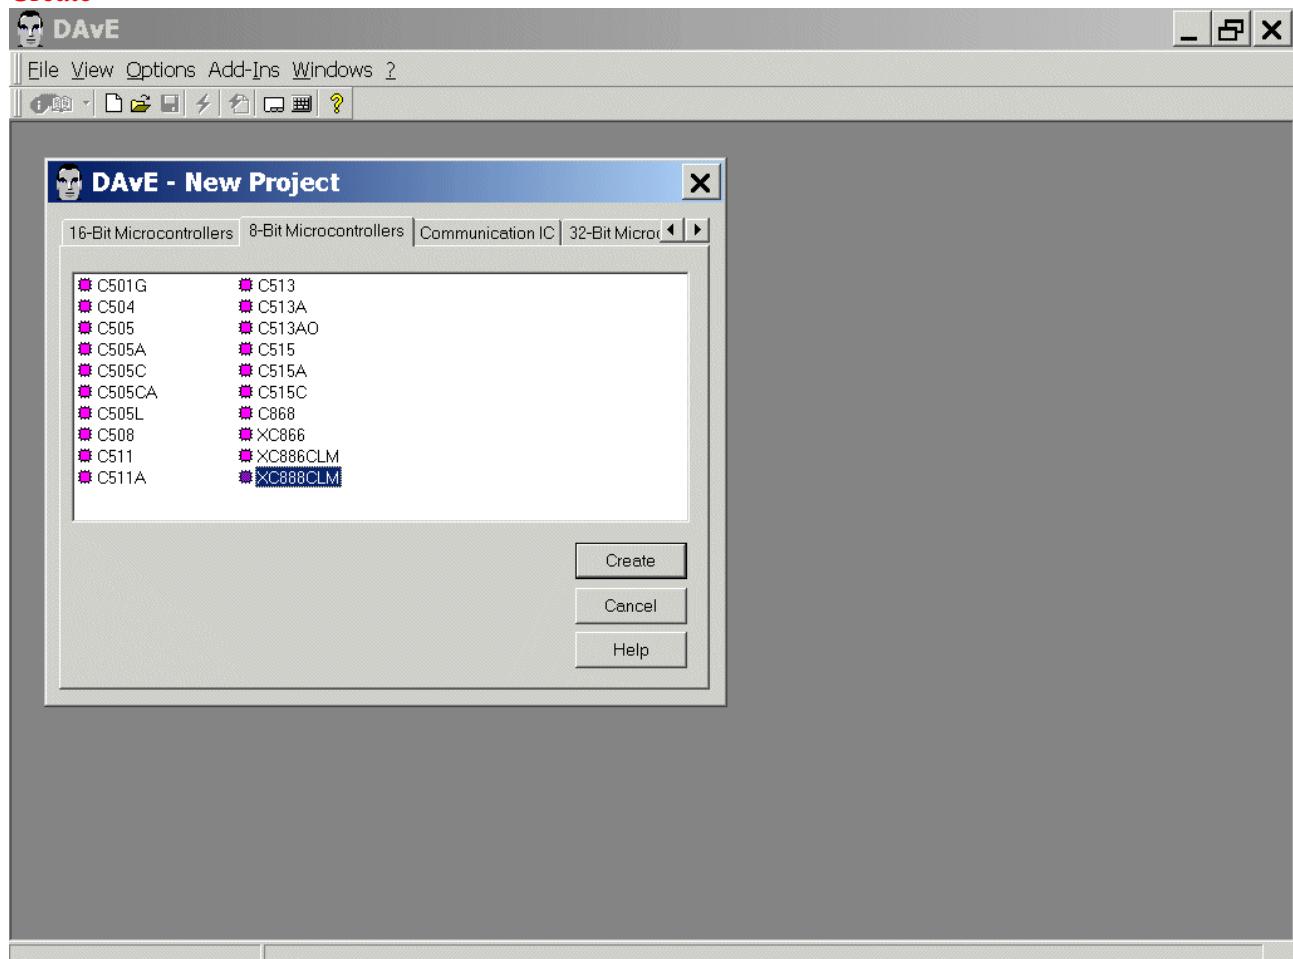 DAvE
File View Options Add-Ins Windows ?
DAvE - New Project
16-Bit Microcontrollers 8-Bit Microcontrollers Communication IC 32-Bit Microc
C501G C513
C504 C513A
C505 C513AO
C505A C515
C505C C515A
C505CA C515C
C505L C868
C508 XC866
C511 XC886CLM
C511A XC888CLM
Create
Cancel
Help